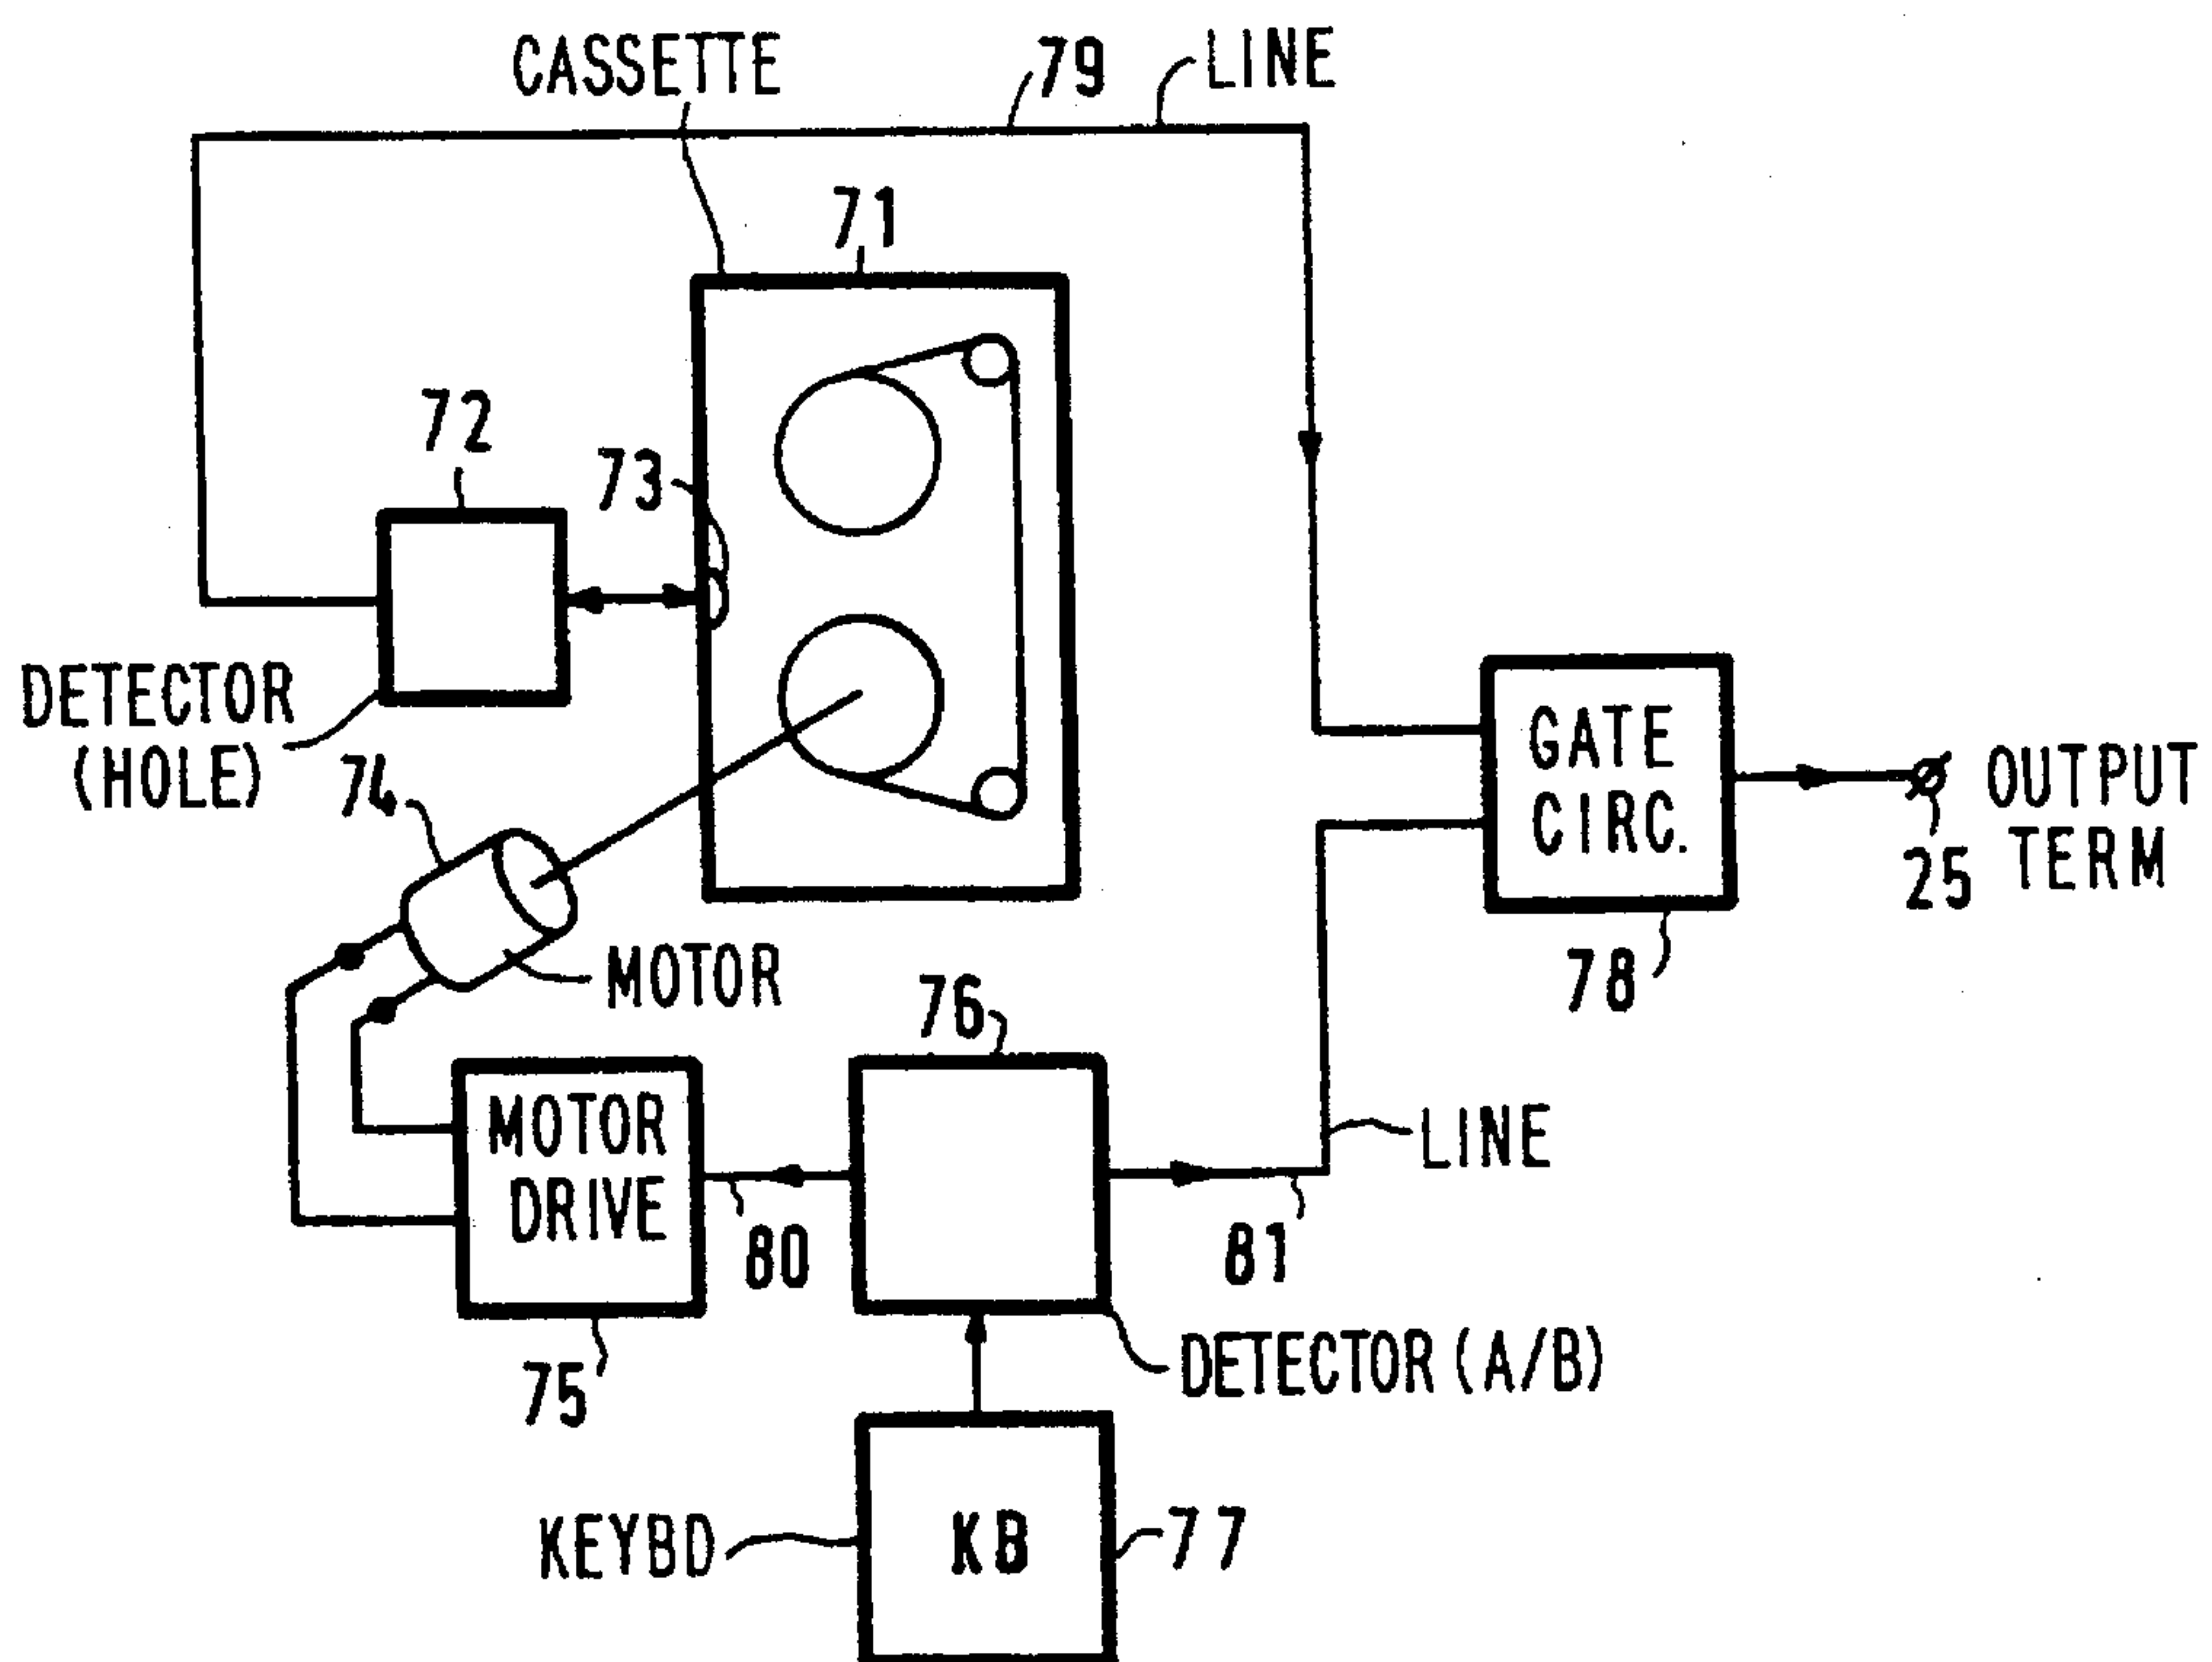 CASSETTE
79
LINE
71
72
73
DETECTOR
(HOLE)
74
GATE
CIRC.
OUTPUT
TERM
25
MOTOR
76
78
MOTOR
DRIVE
80
81
LINE
75
DETECTOR (A/B)
KEYBD
KB
77